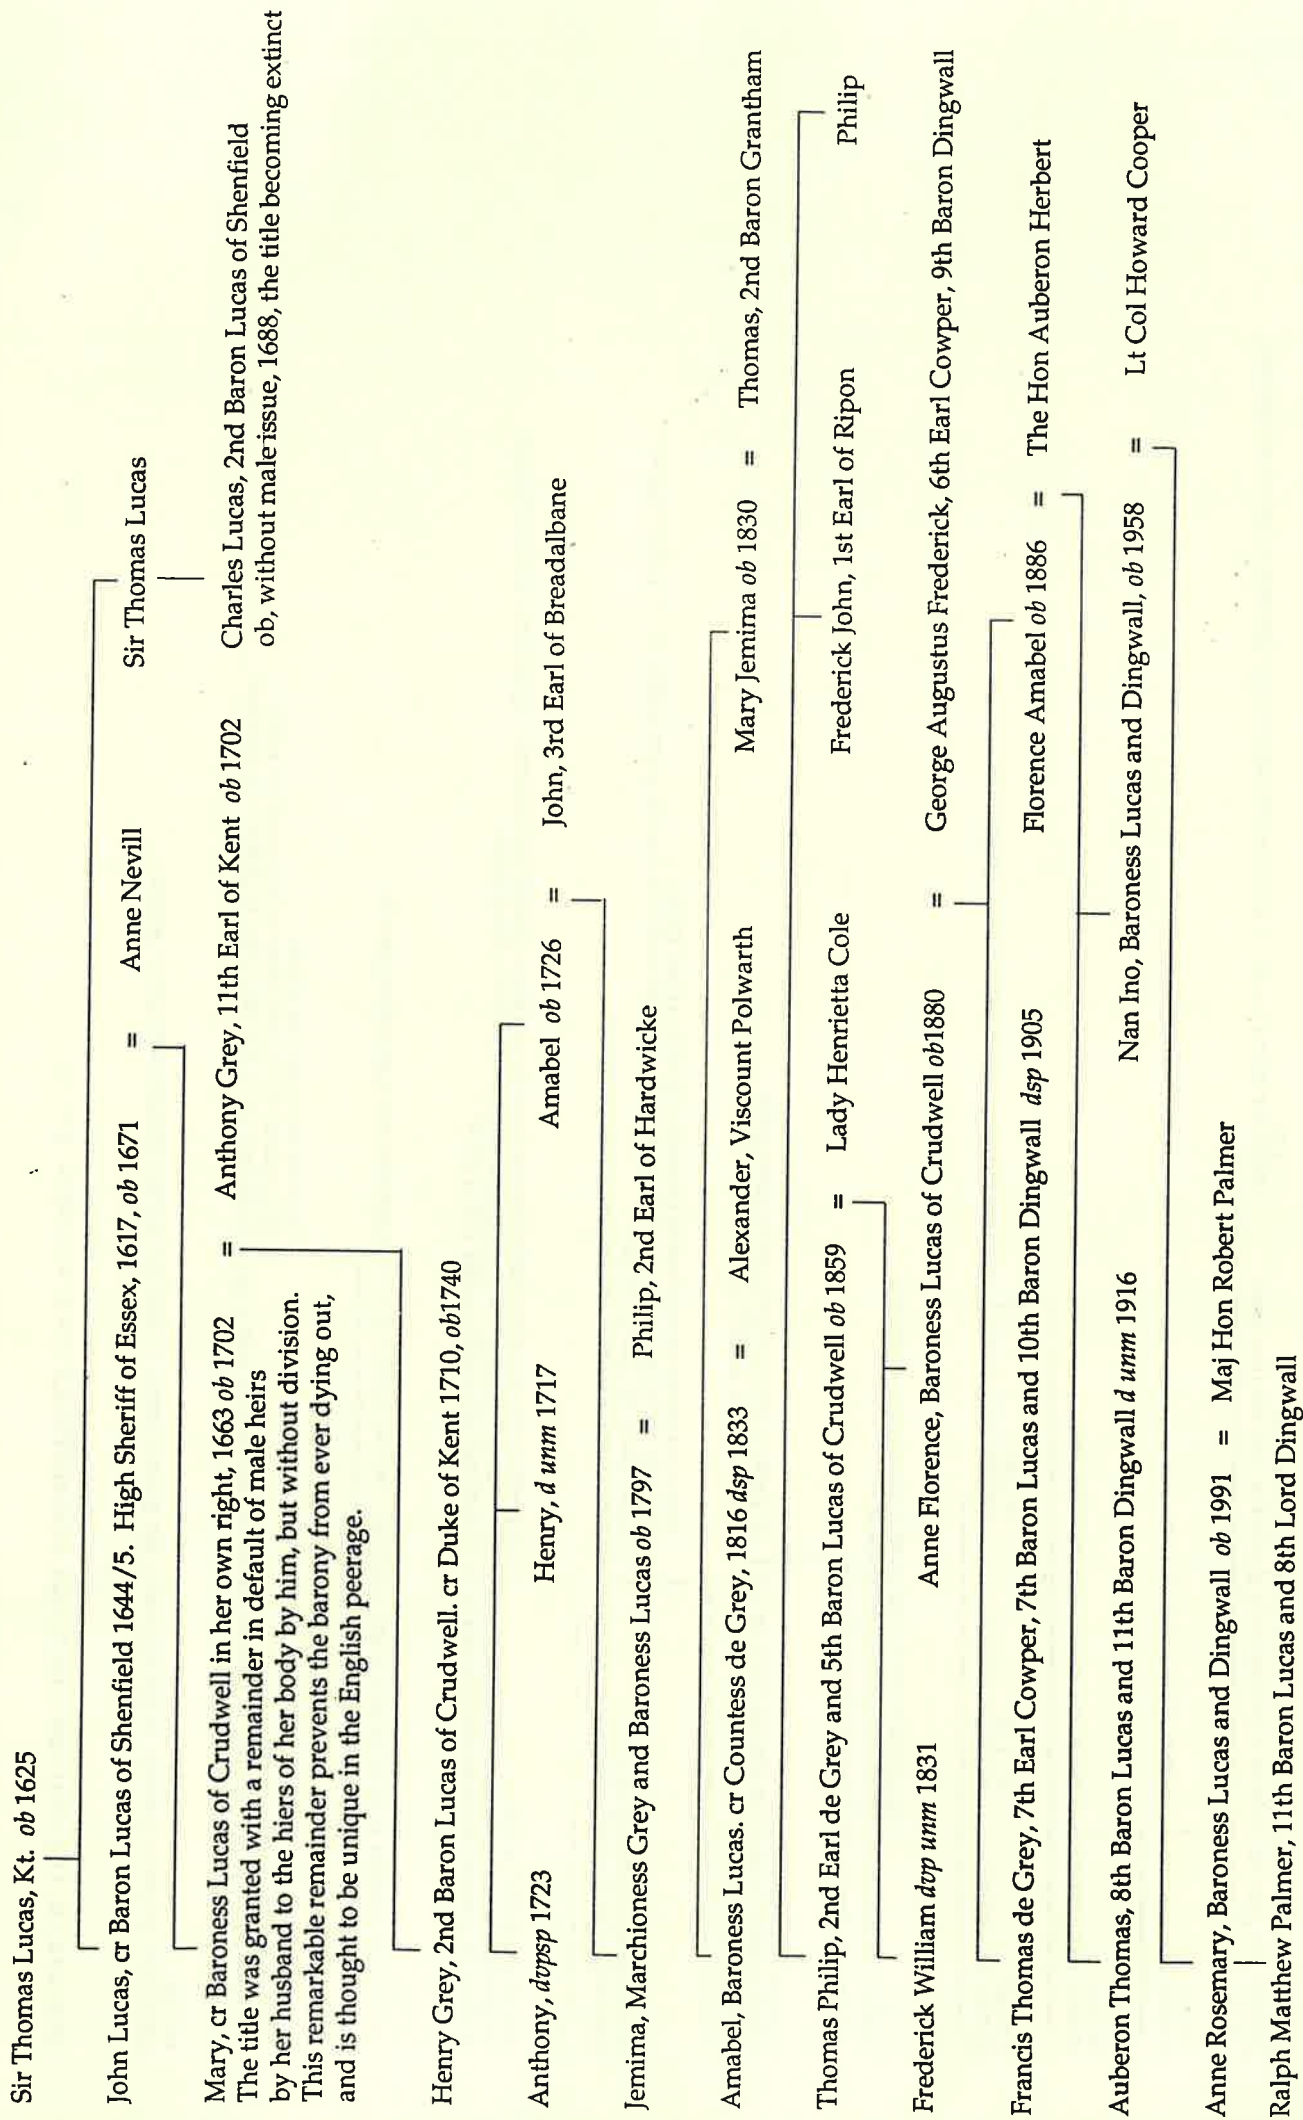 Sir Thomas Lucas, Kt. ob 1625
John Lucas, cr Baron Lucas of Shenfield 1644/5. High Sheriff of Essex, 1617, ob 1671 = Anne Nevill Sir Thomas Lucas
Mary, cr Baroness Lucas of Crudwell in her own right, 1663 ob 1702 = Anthony Grey, 11th Earl of Kent ob 1702 Charles Lucas, 2nd Baron Lucas of Shenfield
The title was granted with a remainder in default of male heirs ob, without male issue, 1688, the title becoming extinct
by her husband to the hiers of her body by him, but without division.
This remarkable remainder prevents the barony from ever dying out,
and is thought to be unique in the English peerage.
Henry Grey, 2nd Baron Lucas of Crudwell. cr Duke of Kent 1710, ob1740
Anthony, dvpsp 1723 Henry, d unm 1717 Amabel ob 1726 = John, 3rd Earl of Breadalbane
Jemima, Marchioness Grey and Baroness Lucas ob 1797 = Philip, 2nd Earl of Hardwicke
Amabel, Baroness Lucas. cr Countess de Grey, 1816 dsp 1833 = Alexander, Viscount Polwarth Mary Jemima ob 1830 = Thomas, 2nd Baron Grantham
Thomas Philip, 2nd Earl de Grey and 5th Baron Lucas of Crudwell ob 1859 = Lady Henrietta Cole Frederick John, 1st Earl of Ripon Philip
Frederick William dvp unm 1831 Anne Florence, Baroness Lucas of Crudwell ob1880 = George Augustus Frederick, 6th Earl Cowper, 9th Baron Dingwall
Francis Thomas de Grey, 7th Earl Cowper, 7th Baron Lucas and 10th Baron Dingwall dsp 1905 Florence Amabel ob 1886 = The Hon Auberon Herbert
Auberon Thomas, 8th Baron Lucas and 11th Baron Dingwall d unm 1916 Nan Ino, Baroness Lucas and Dingwall, ob 1958 = Lt Col Howard Cooper
Anne Rosemary, Baroness Lucas and Dingwall ob 1991 = Maj Hon Robert Palmer
Ralph Matthew Palmer, 11th Baron Lucas and 8th Lord Dingwall